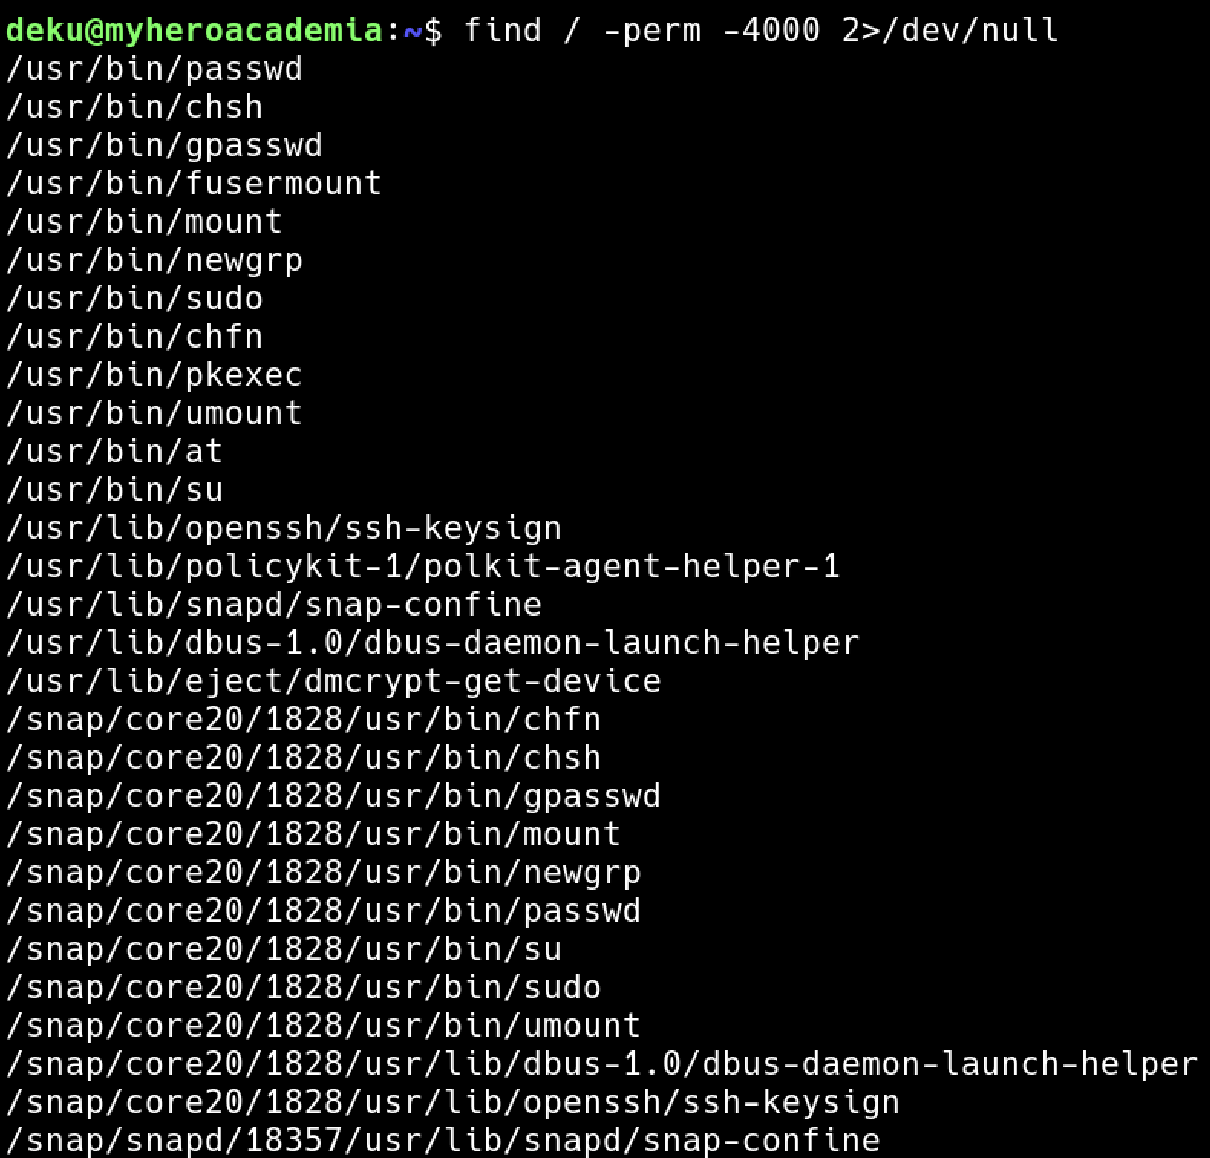 deku@myheroacademia:~$ find / -perm -4000 2>/dev/null
/usr/bin/passwd
/usr/bin/chsh
/usr/bin/gpasswd
/usr/bin/fusermount
/usr/bin/mount
/usr/bin/newgrp
/usr/bin/sudo
/usr/bin/chfn
/usr/bin/pkexec
/usr/bin/umount
/usr/bin/at
/usr/bin/su
/usr/lib/openssh/ssh-keysign
/usr/lib/policykit-1/polkit-agent-helper-1
/usr/lib/snapd/snap-confine
/usr/lib/dbus-1.0/dbus-daemon-launch-helper
/usr/lib/eject/dmcrypt-get-device
/snap/core20/1828/usr/bin/chfn
/snap/core20/1828/usr/bin/chsh
/snap/core20/1828/usr/bin/gpasswd
/snap/core20/1828/usr/bin/mount
/snap/core20/1828/usr/bin/newgrp
/snap/core20/1828/usr/bin/passwd
/snap/core20/1828/usr/bin/su
/snap/core20/1828/usr/bin/sudo
/snap/core20/1828/usr/bin/umount
/snap/core20/1828/usr/lib/dbus-1.0/dbus-daemon-launch-helper
/snap/core20/1828/usr/lib/openssh/ssh-keysign
/snap/snapd/18357/usr/lib/snapd/snap-confine